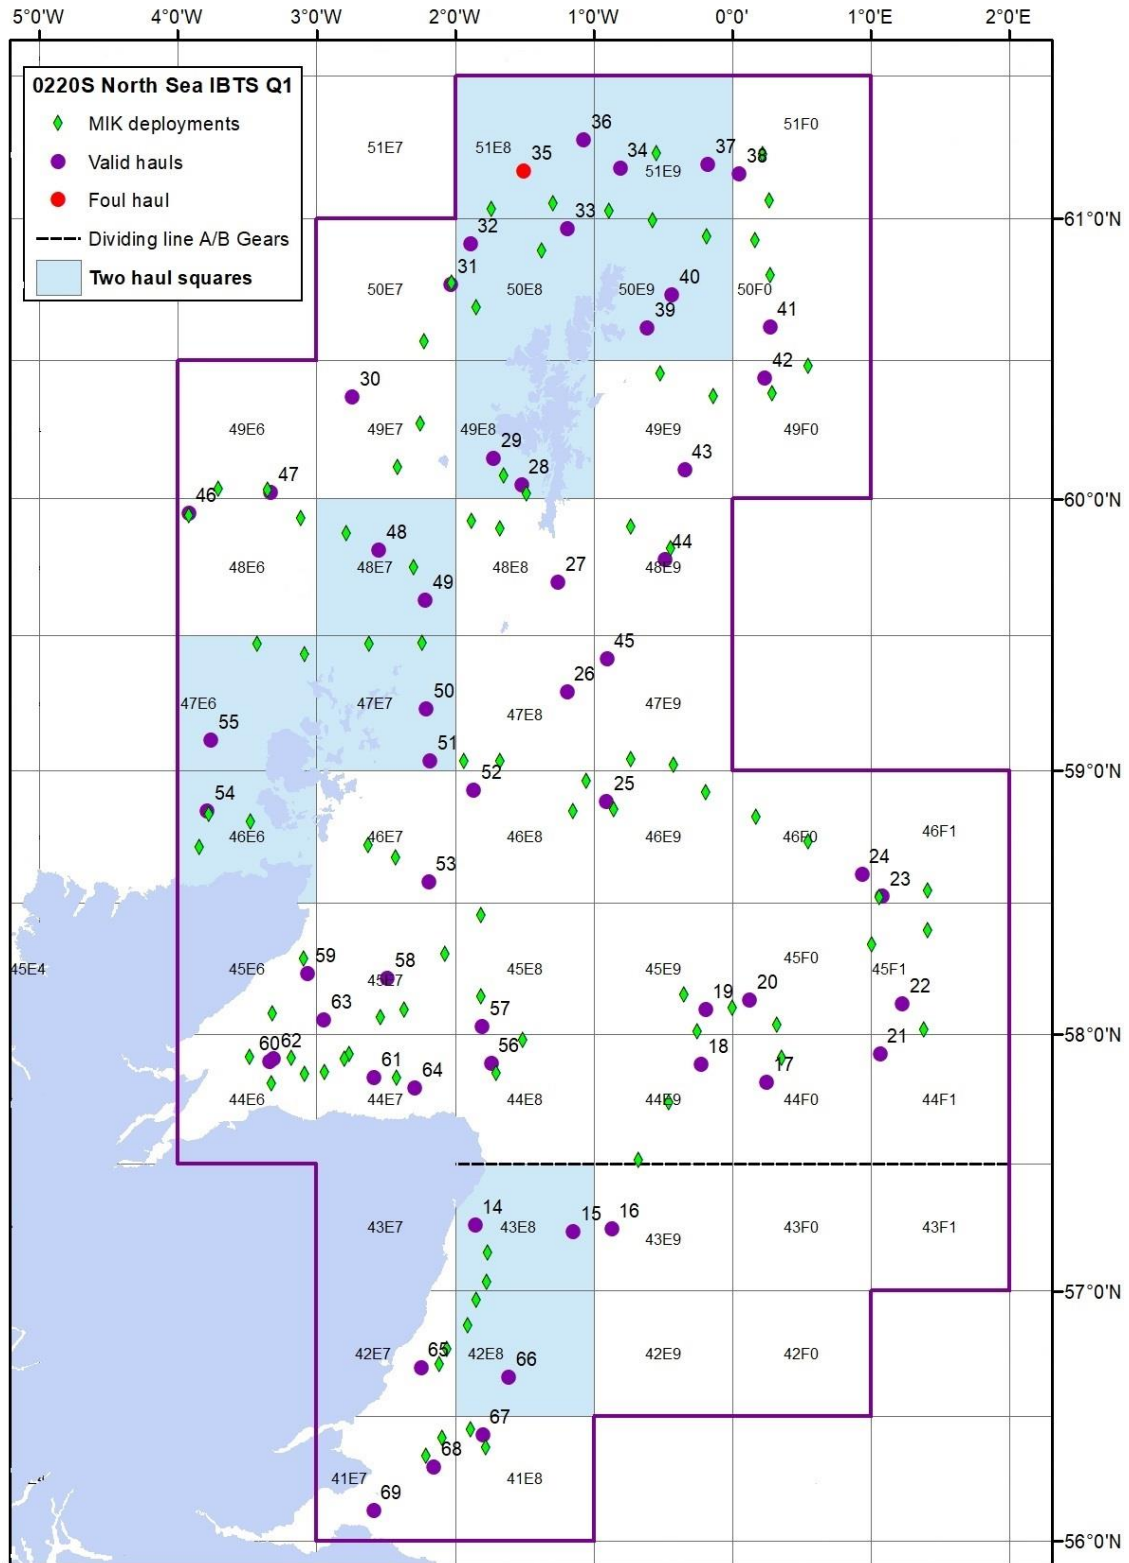 5°0'W 4°0'W 3°0'W 2°0'W 1°0'W 0°0' 1°0'E 2°0'E
0220S North Sea IBTS Q1
MIK deployments
Valid hauls
Foul haul
Dividing line A/B Gears
Two haul squares
36
51F0
51E7 51E8 35 34 37
51E9 38
61°0'N
32 33
31
50E7 50E8 50E9 40 50F0
39 41
42
30
49E6 49E7 49E8 49E9 49F0
29
28 43
47
46 60°0'N
48 44
48E6 48E7 48E8 27 48E9
49
45
26
47E6 47E7 50 47E8 47E9
55
51
52 59°0'N
54 25
46E6 46E7 46E8 46E9 46F0 46F1
53 24
23
59 58
45E4 45E6 45E7 45E8 45E9 45F0 45F1
63 57 19 20 22
58°0'N
60 62 56 18 21
61 64 17
44E6 44E7 44E8 44E9 44F0 44F1
14 15 16
43E7 43E8 43E9 43F0 43F1
57°0'N
65 66
42E7 42E8 42E9 42F0
67
68
41E7 41E8
69
56°0'N